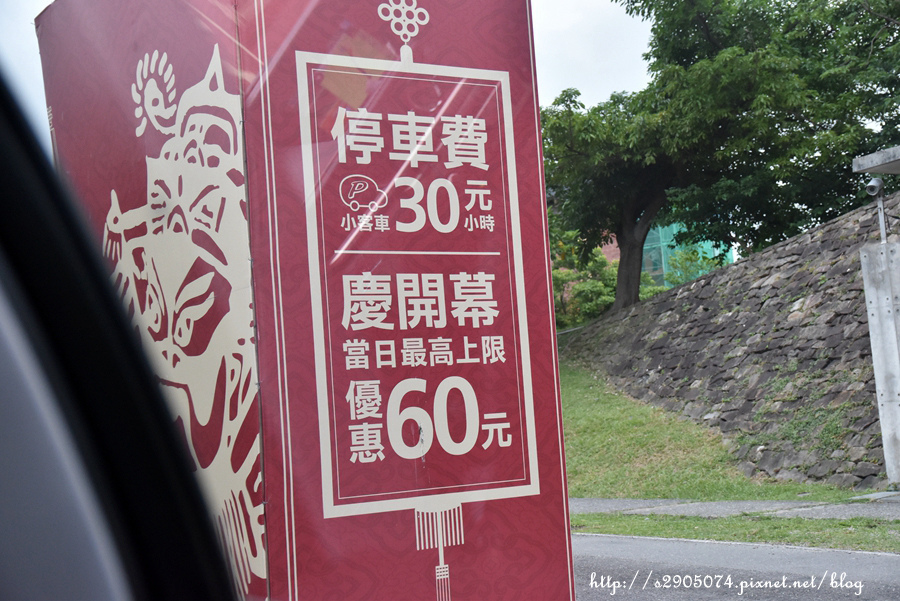 停車費
P
小客車 30元 小時
慶開幕
當日最高上限
優惠60元
http://s2905074.pixnet.net/blog